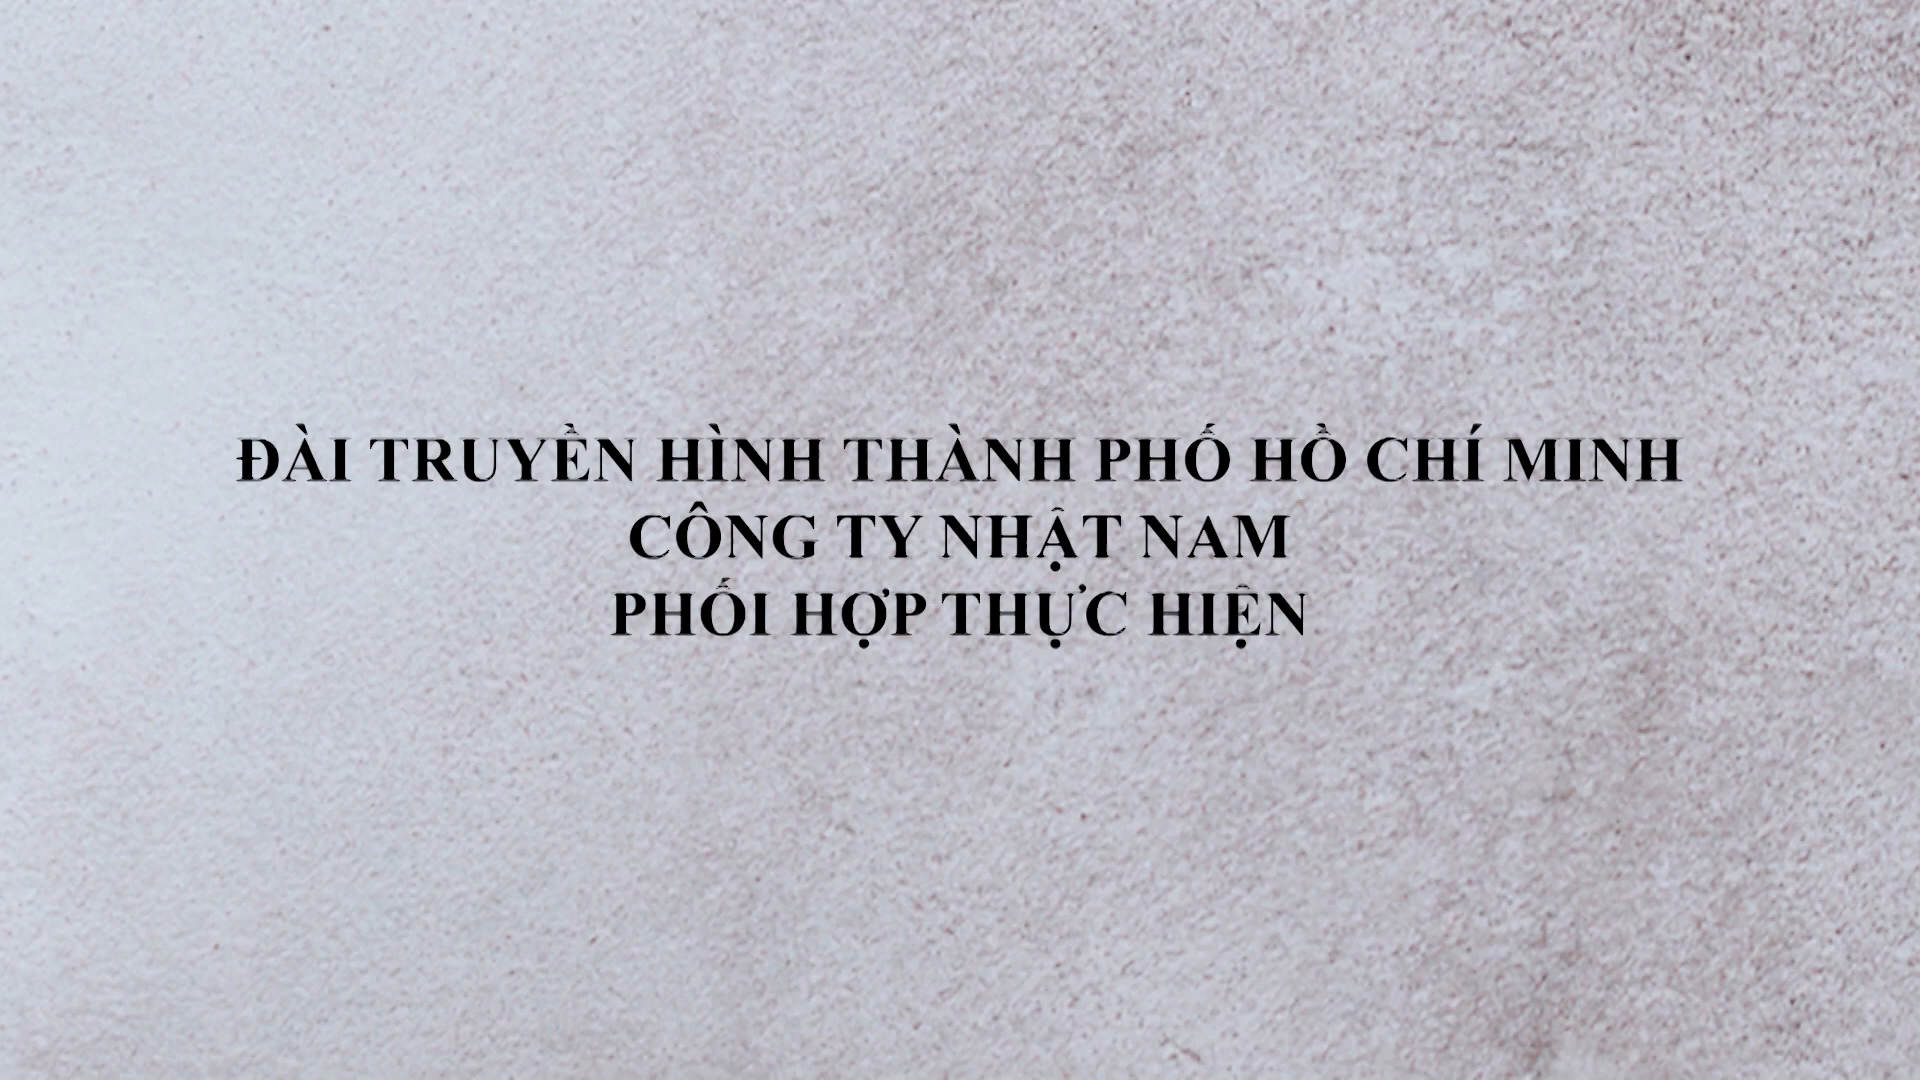 ĐÀI TRUYỀN HÌNH THÀNH PHỐ HỒ CHÍ MINH
CÔNG TY NHẬT NAM
PHỐI HỢP THỰC HIỆN